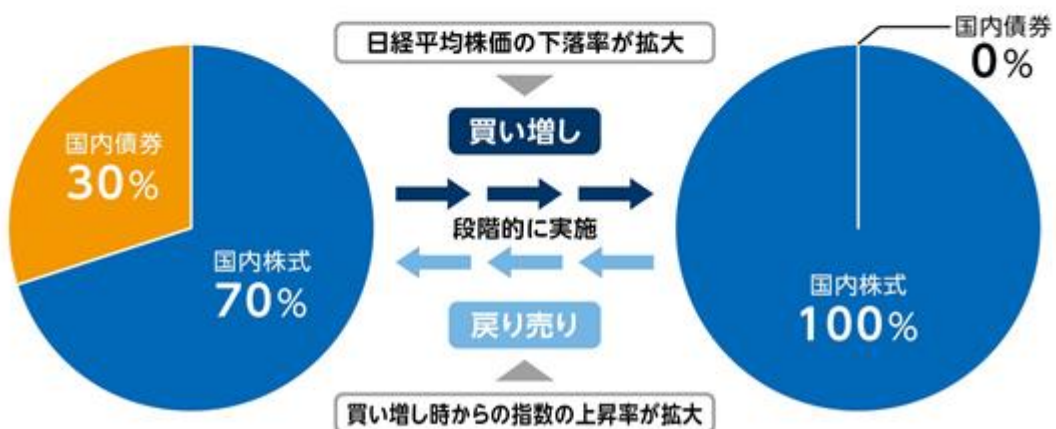 日経平均株価の下落率が拡大
国内債券
0%
買い増し
国内債券
30%
段階的に実施
国内株式
70%
国内株式
100%
戻り売り
買い増し時からの指数の上昇率が拡大